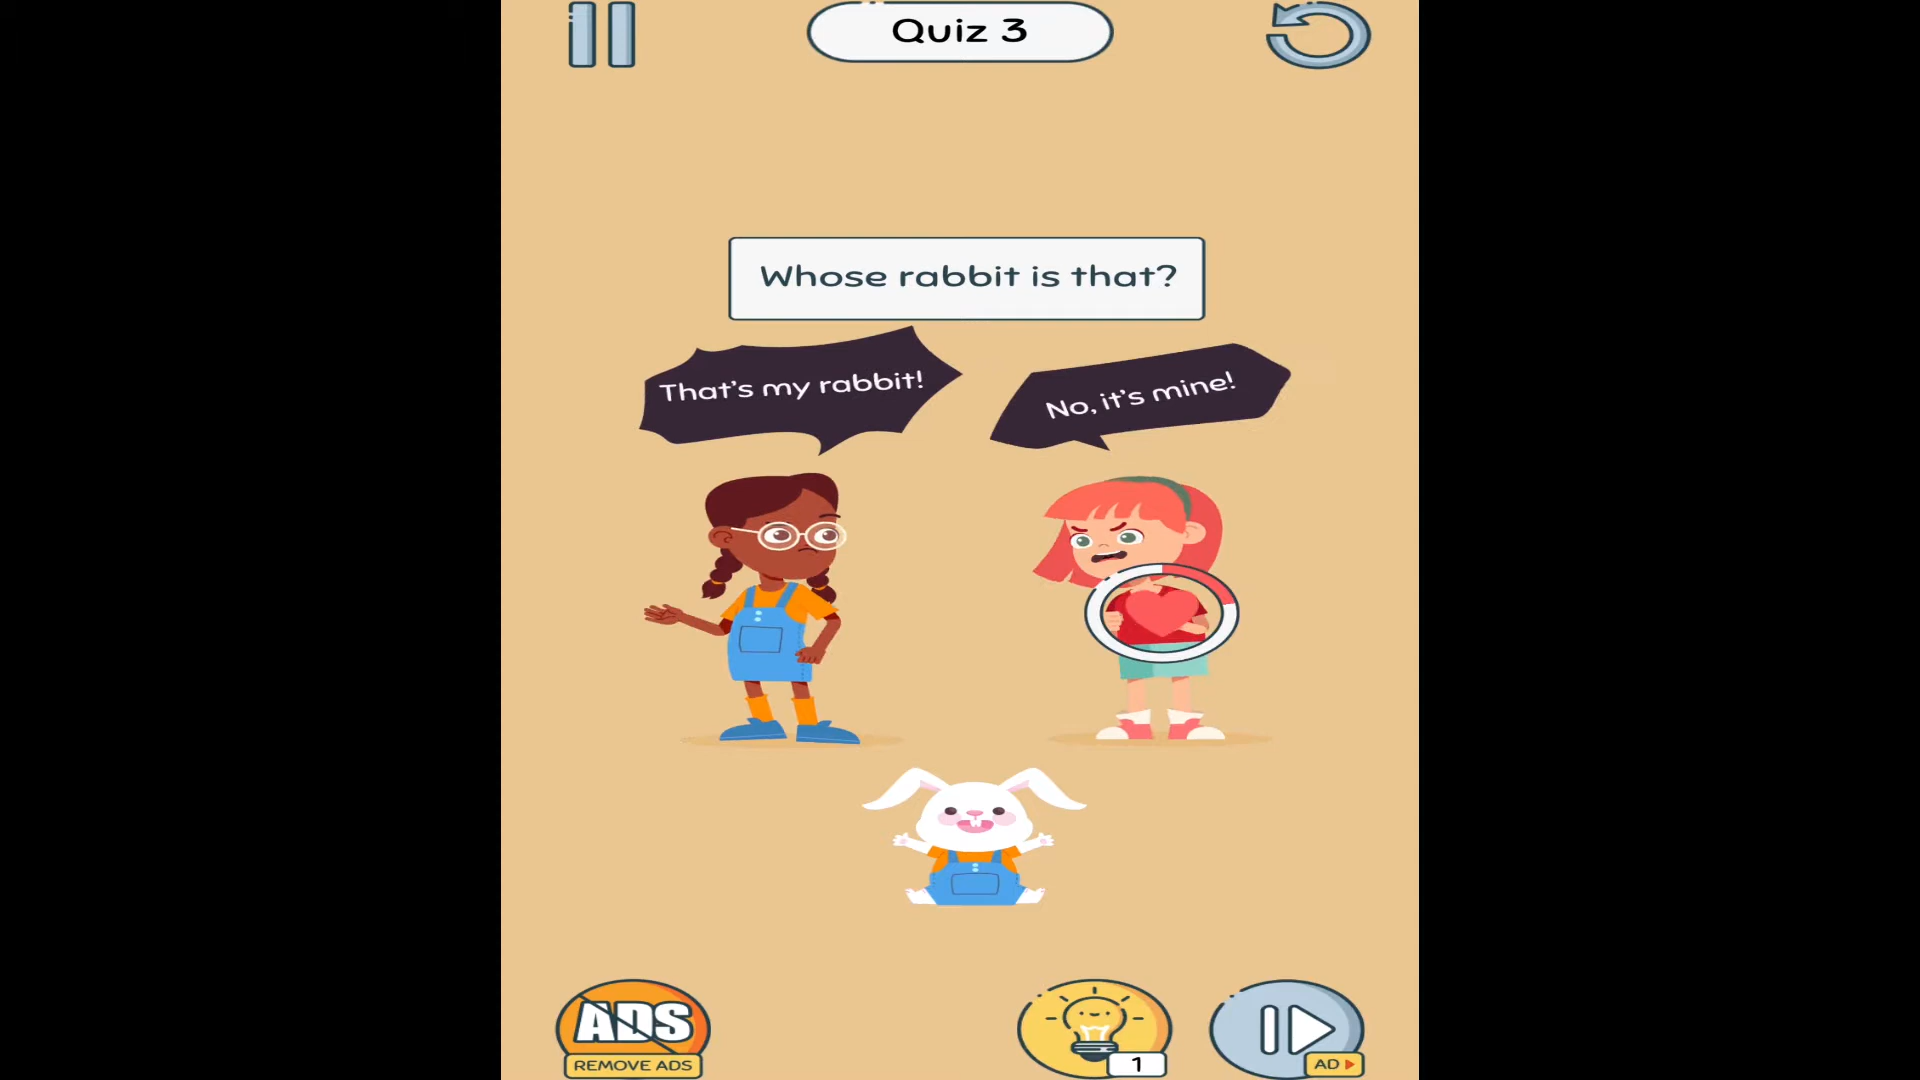 Quiz 3
Whose rabbit is that?
That's my rabbit!
No, it's mine!
ADS
REMOVE ADS
1
AD